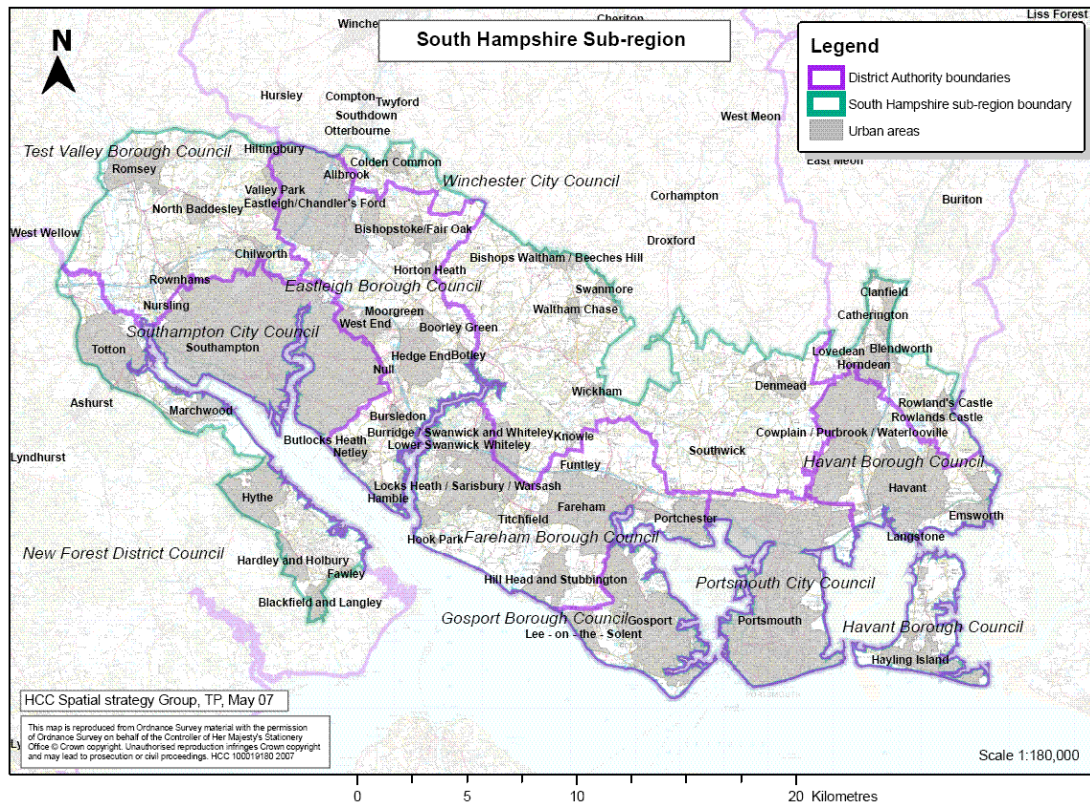 Liss Forest
Cheriton
South Hampshire Sub-region
N
Legend
District Authority boundaries
South Hampshire sub-region boundary
Urban areas
Hursley
Compton
Twyford
Southdown
Otterbourne
West Meon
East Meon
Test Valley Borough Council
Hiltingbury
Romsey
Colden Common
Allbrook
Winchester City Council
Valley Park
Eastleigh/Chandler's Ford
North Baddesley
Corhampton
Buriton
West Wellow
Bishopstoke/Fair Oak
Droxford
Chilworth
Bishops Waltham / Beeches Hill
Rownhams
Horton Heath
Eastleigh Borough Council
Swanmore
Clanfield
Nursling
Moorgreen
Waltham Chase
Catherington
West End
Boorley Green
Southampton City Council
Southampton
Totton
Hedge End
Botley
Lovedean
Blendworth
Horndean
Null
Wickham
Denmead
Ashurst
Marchwood
Rowland's Castle
Rowlands Castle
Bursledon
Burridge / Swanwick and Whiteley
Lower Swanwick Whiteley
Knowle
Cowplain / Purbrook / Waterlooville
Butlocks Heath
Netley
Lyndhurst
Funtley
Southwick
Havant Borough Council
Locks Heath / Sarisbury / Warsash
Hamble
Havant
Hythe
Fareham
Titchfield
Portchester
Emsworth
Hook Park
Fareham Borough Council
Langstone
New Forest District Council
Hardley and Holbury
Fawley
Hill Head and Stubbington
Portsmouth City Council
Blackfield and Langley
Gosport Borough Council
Gosport
Lee - on - the - Solent
Portsmouth
Havant Borough Council
Hayling Island
HCC Spatial strategy Group, TP, May 07
This map is reproduced from Ordnance Survey material with the permission
of Ordnance Survey on behalf of the Controller of Her Majesty's Stationery
Office © Crown copyright. Unauthorised reproduction infringes Crown copyright
and may lead to prosecution or civil proceedings. HCC 100019180 2007
Scale 1:180,000
0 5 10 20 Kilometres